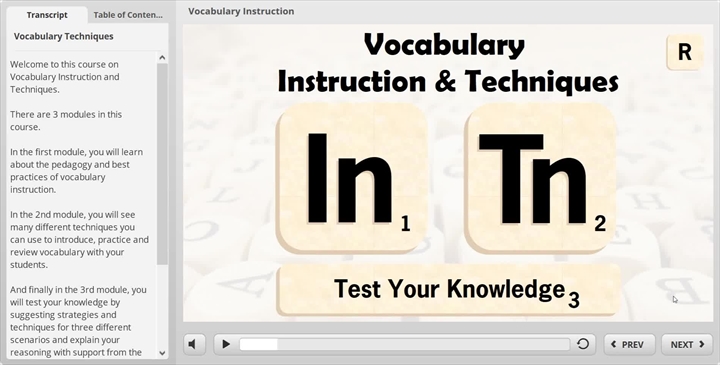 Transcript
Table of Conten...
Vocabulary Techniques
Welcome to this course on
Vocabulary Instruction and
Techniques.
There are 3 modules in this
course.
In the first module, you will learn
about the pedagogy and best
practices of vocabulary
instruction.
In the 2nd module, you will see
many different techniques you
can use to introduce, practice and
review vocabulary with your
students.
And finally in the 3rd module, you
will test your knowledge by
suggesting strategies and
techniques for three different
scenarios and explain your
reasoning with support from the
Vocabulary Instruction
Vocabulary
Instruction & Techniques
R
In 1
Tn 2
Test Your Knowledge 3
PREV
NEXT